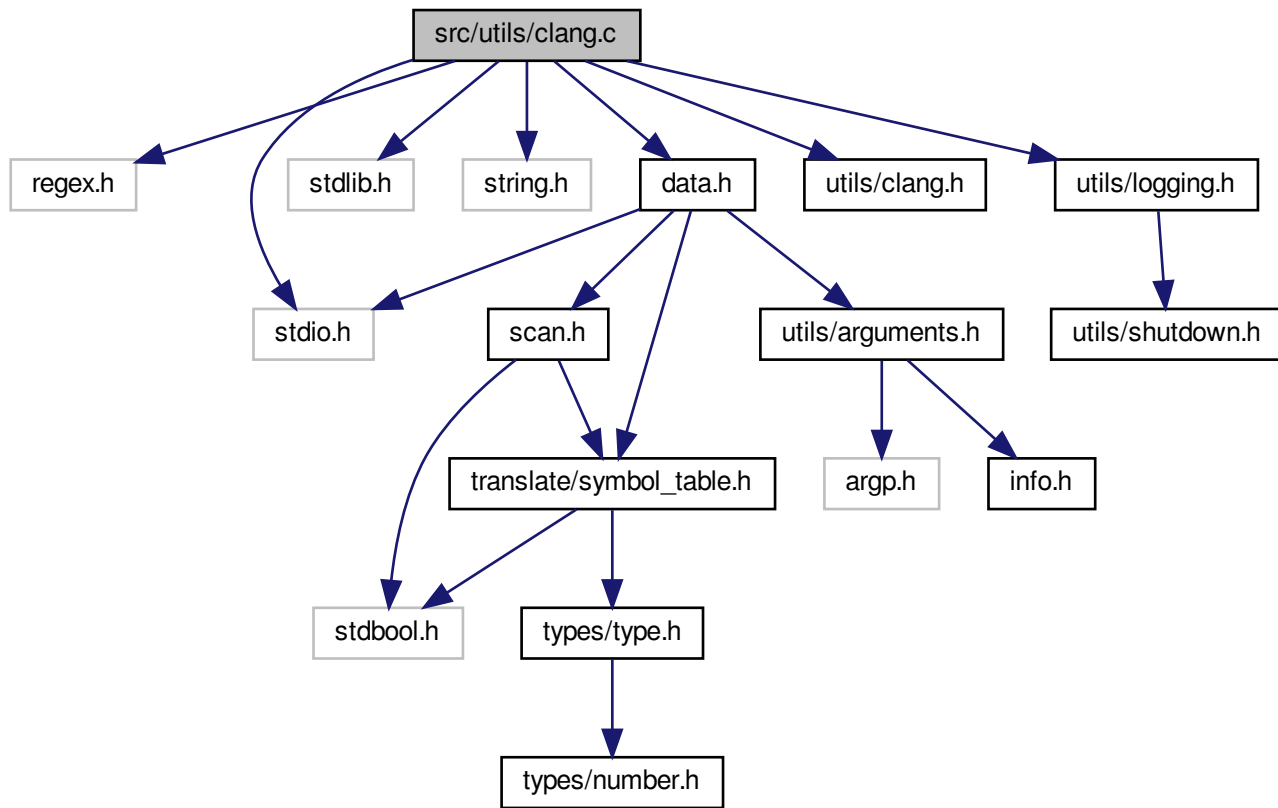 src/utils/clang.c
regex.h
stdlib.h
string.h
data.h
utils/clang.h
utils/logging.h
stdio.h
scan.h
utils/arguments.h
utils/shutdown.h
translate/symbol_table.h
argp.h
info.h
stdbool.h
types/type.h
types/number.h